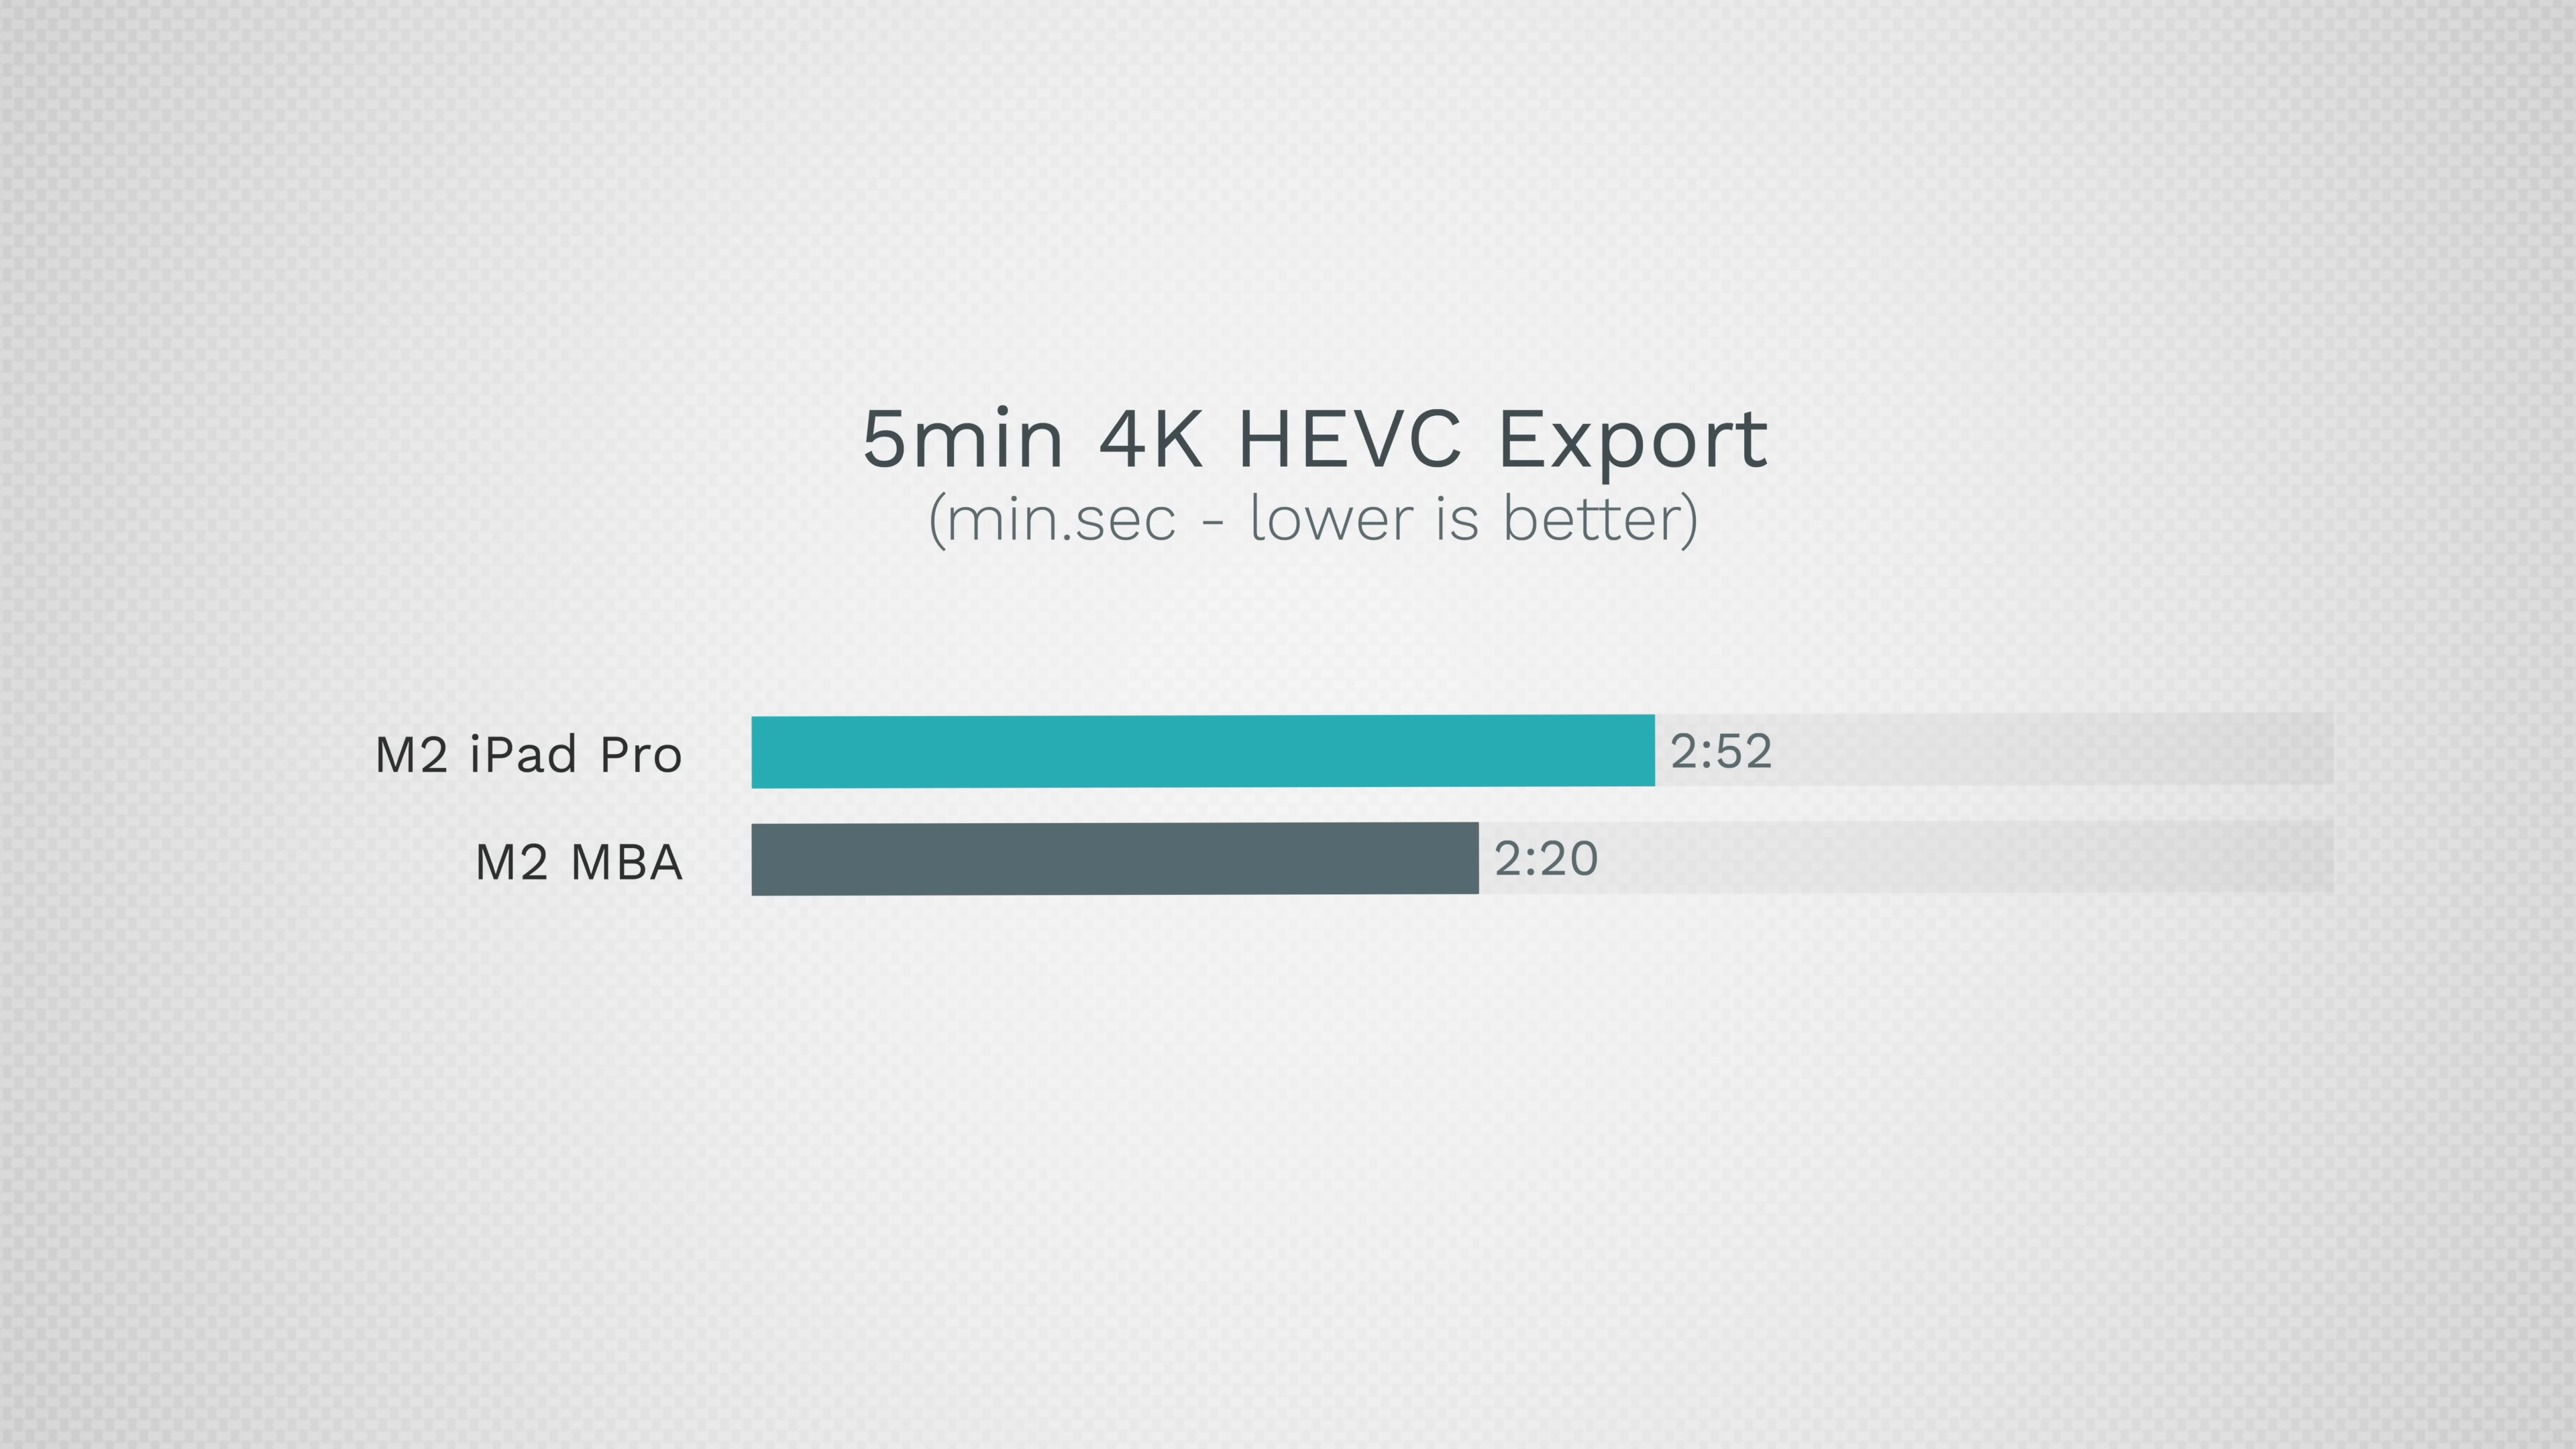 5min 4K HEVC Export
(min.sec - lower is better)
M2 iPad Pro 2:52
M2 MBA 2:20